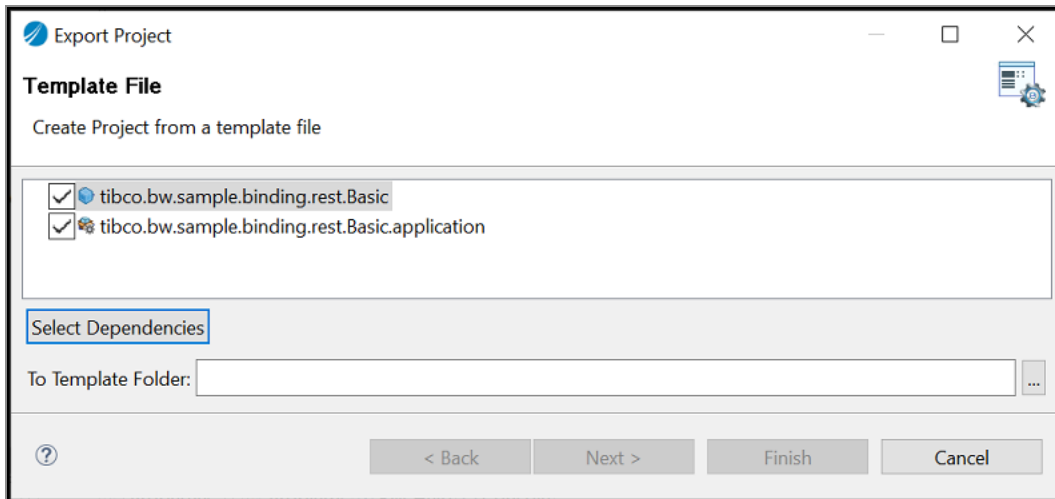 Export Project
Template File
Create Project from a template file
tibco.bw.sample.binding.rest.Basic
tibco.bw.sample.binding.rest.Basic.application
Select Dependencies
To Template Folder:
...
?
< Back
Next >
Finish
Cancel